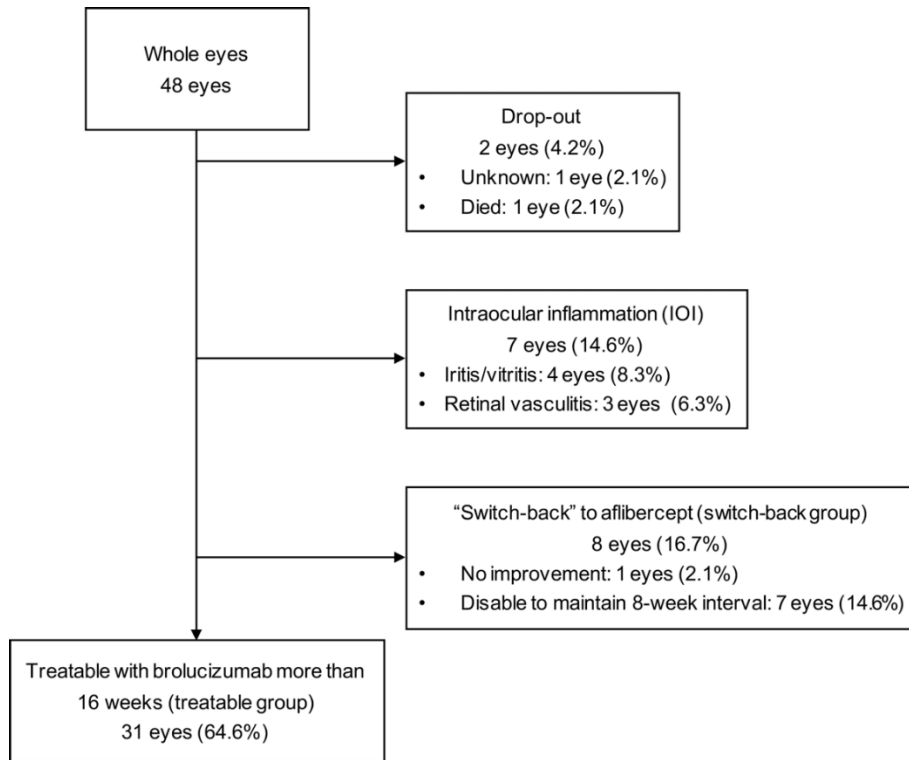 Whole eyes
48 eyes
Drop-out
2 eyes (4.2%)
• Unknown: 1 eye (2.1%)
• Died: 1 eye (2.1%)
Intraocular inflammation (IOI)
7 eyes (14.6%)
• Iritis/vitritis: 4 eyes (8.3%)
• Retinal vasculitis: 3 eyes (6.3%)
“Switch-back” to aflibercept (switch-back group)
8 eyes (16.7%)
• No improvement: 1 eyes (2.1%)
• Disable to maintain 8-week interval: 7 eyes (14.6%)
Treatable with brolucizumab more than
16 weeks (treatable group)
31 eyes (64.6%)